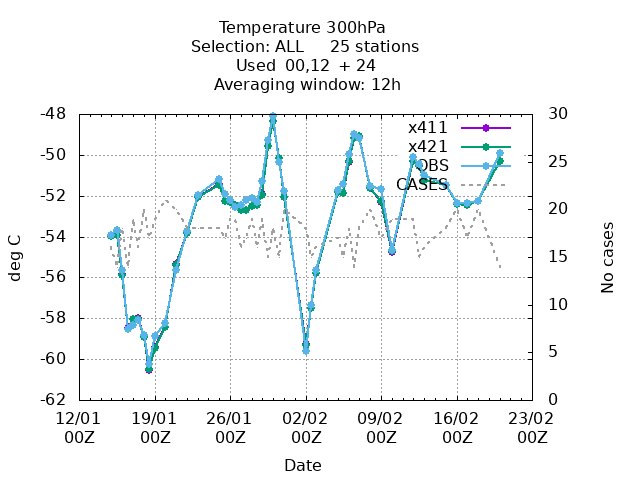 Temperature 300hPa
Selection: ALL 25 stations
Used 00,12 + 24
Averaging window: 12h
-48
-50
-52
-54
-56
-58
-60
-62
30
25
20
15
10
5
0
x411
x421
OBS
CASES
deg C
No cases
12/01 19/01 26/01 02/02 09/02 16/02 23/02
00Z 00Z 00Z 00Z 00Z 00Z 00Z
Date